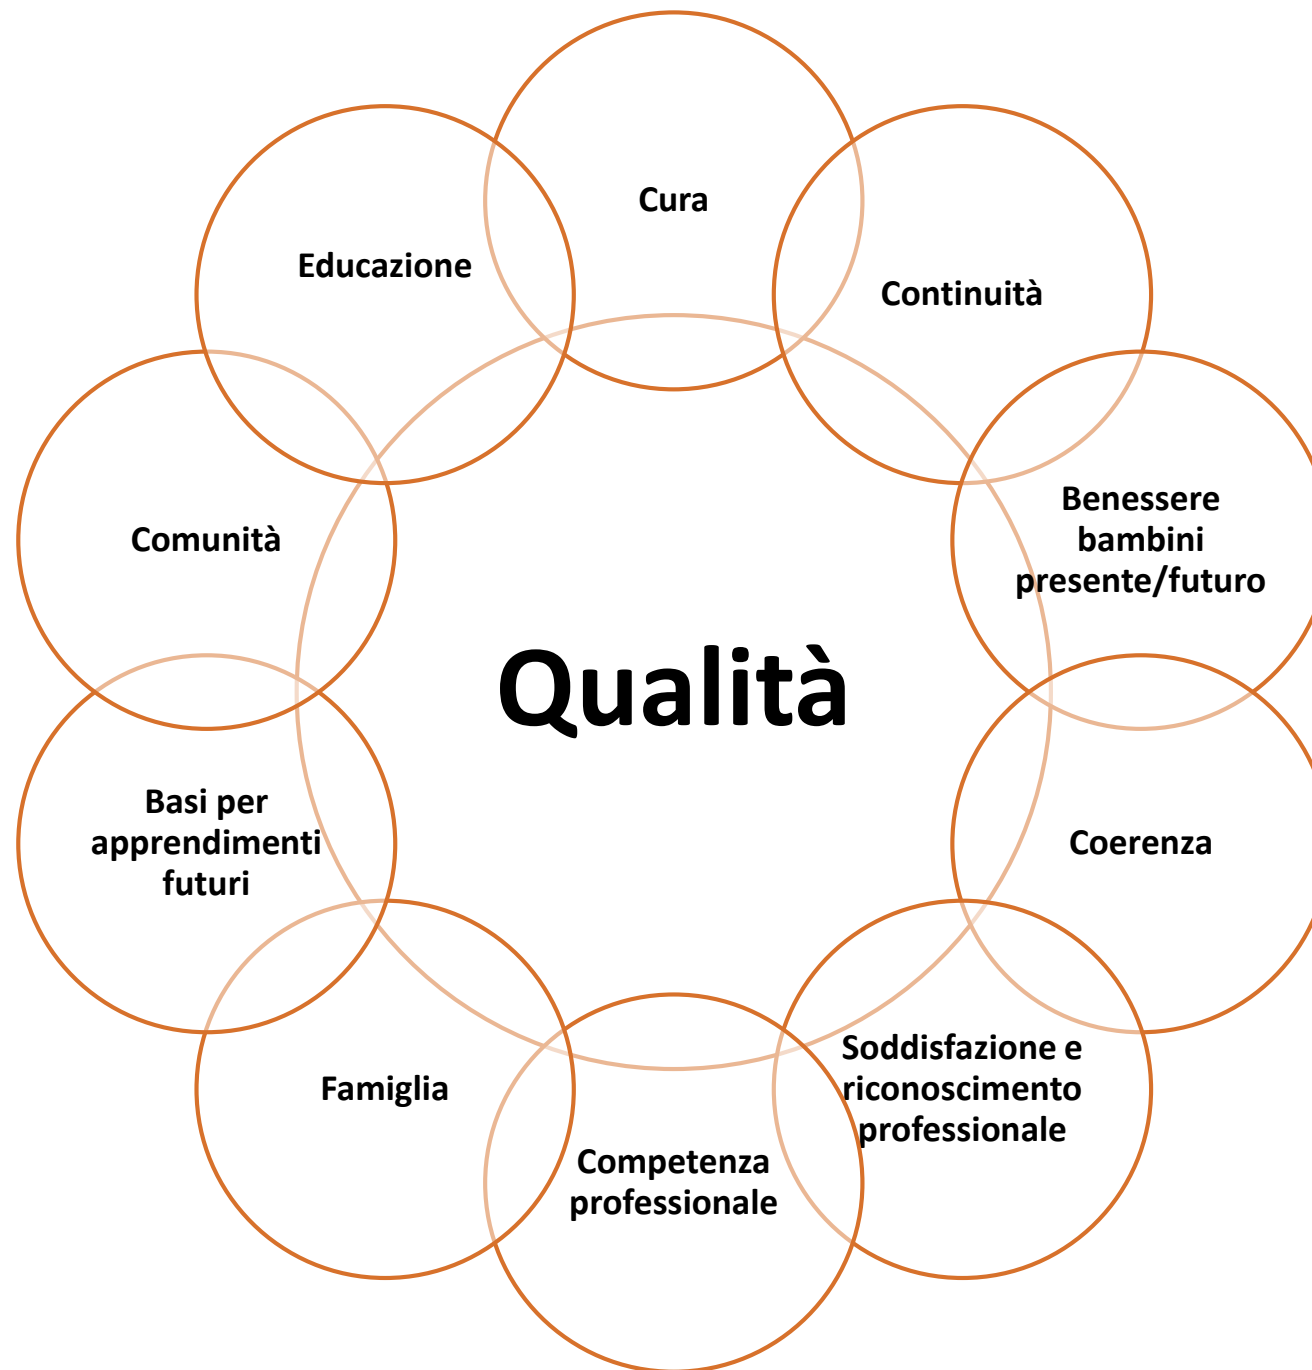 Cura
Educazione
Continuità
Benessere
bambini
presente/futuro
Comunità
Qualità
Basi per
apprendimenti
futuri
Coerenza
Soddisfazione e
riconoscimento
professionale
Famiglia
Competenza
professionale